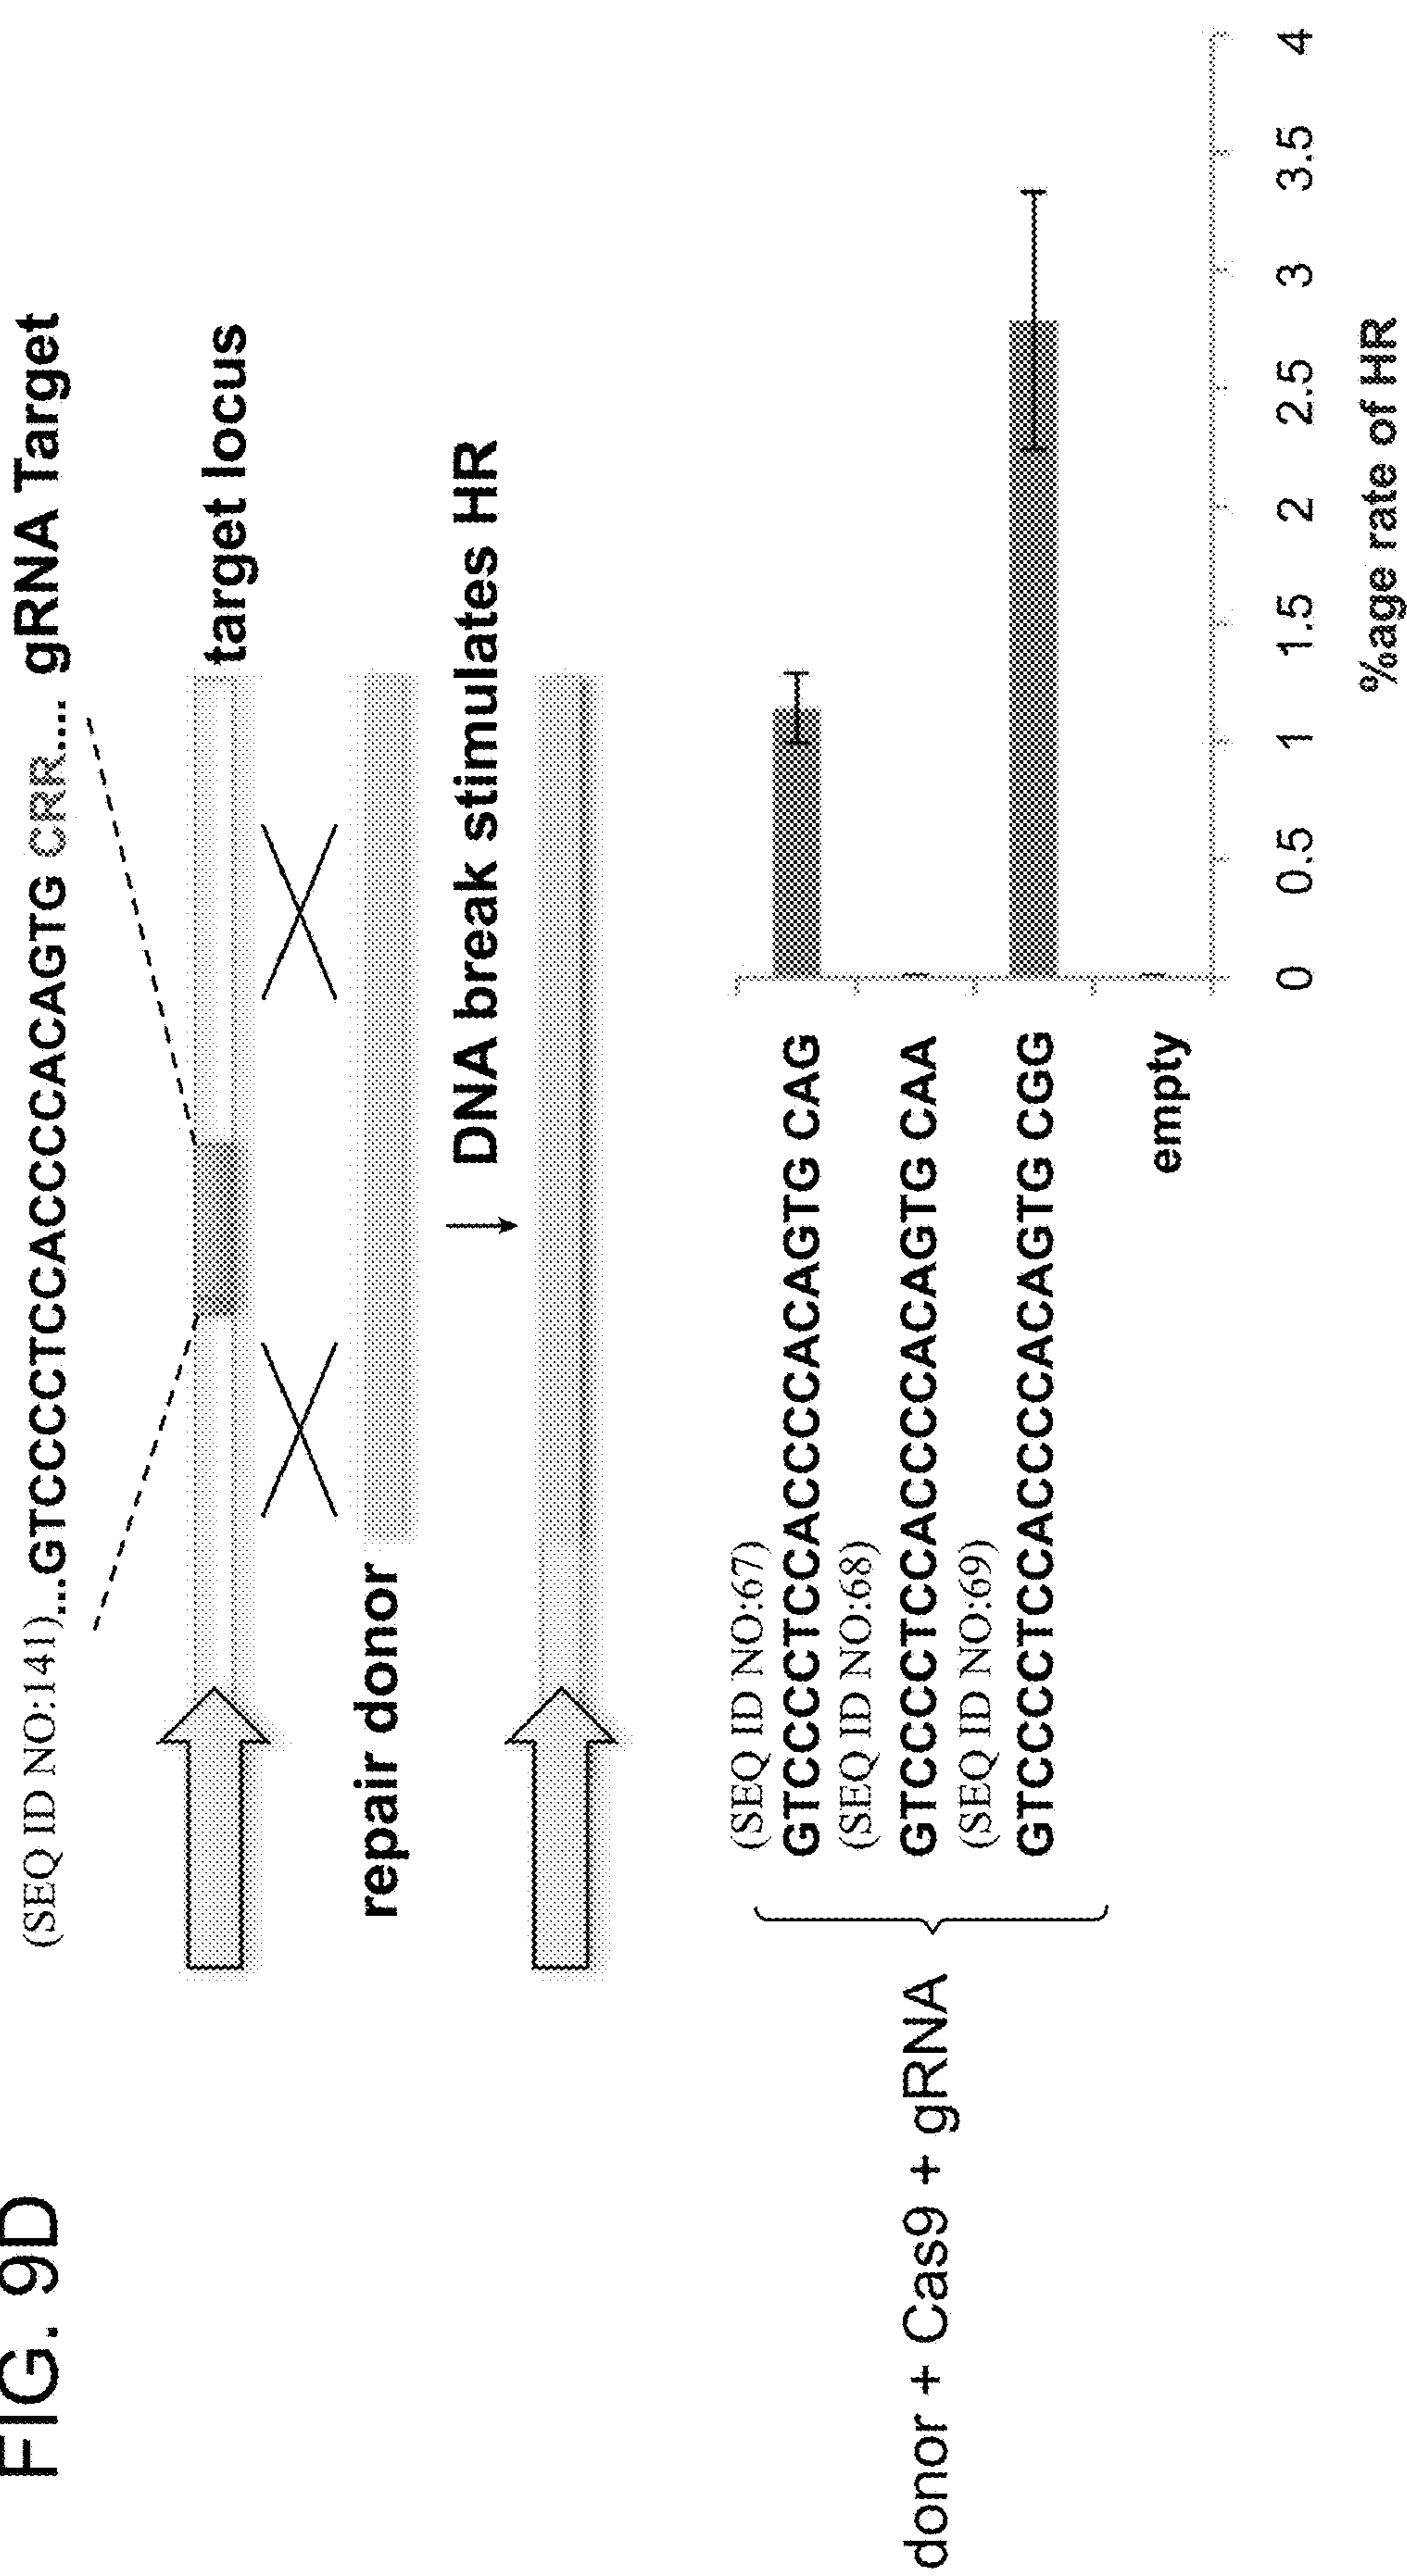 FIG. 9D
(SEQ ID NO:141)
...GTCCCCTCCACCCCACAGTG CRR.... gRNA Target
target locus
repair donor
DNA break stimulates HR
donor + Cas9 + gRNA
(SEQ ID NO:67)
GTCCCCTCCACCCCACAGTG CAG
(SEQ ID NO:68)
GTCCCCTCCACCCCACAGTG CAA
(SEQ ID NO:69)
GTCCCCTCCACCCCACAGTG CGG
empty
0 0.5 1 1.5 2 2.5 3 3.5 4
%age rate of HR